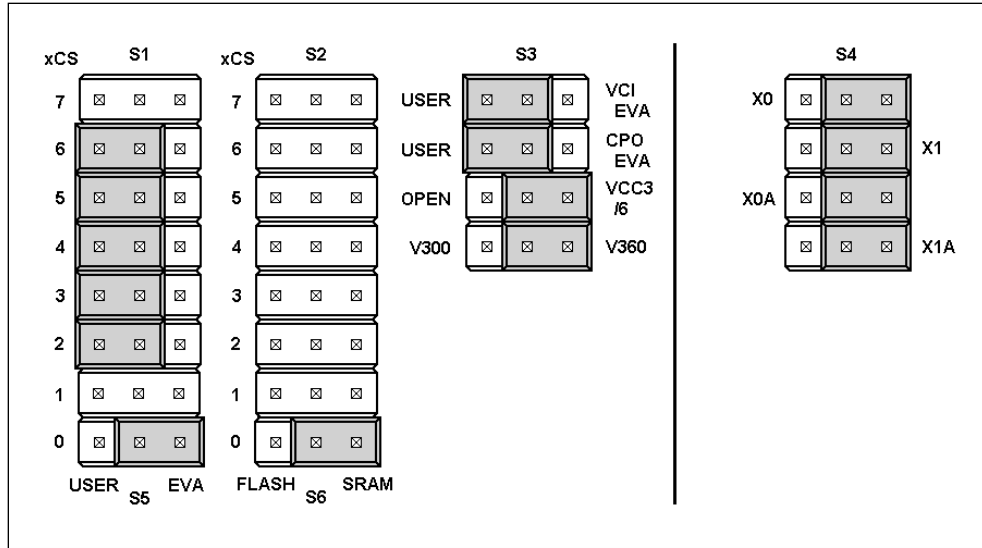 xCS S1 xCS S2 S3 S4
7 7 USER VCI EVA X0
6 6 USER CPO EVA X1
5 5 OPEN VCC3 /6 X0A
4 4 V300 V360 X1A
3 3
2 2
1 1
0 0
USER S5 EVA FLASH S6 SRAM